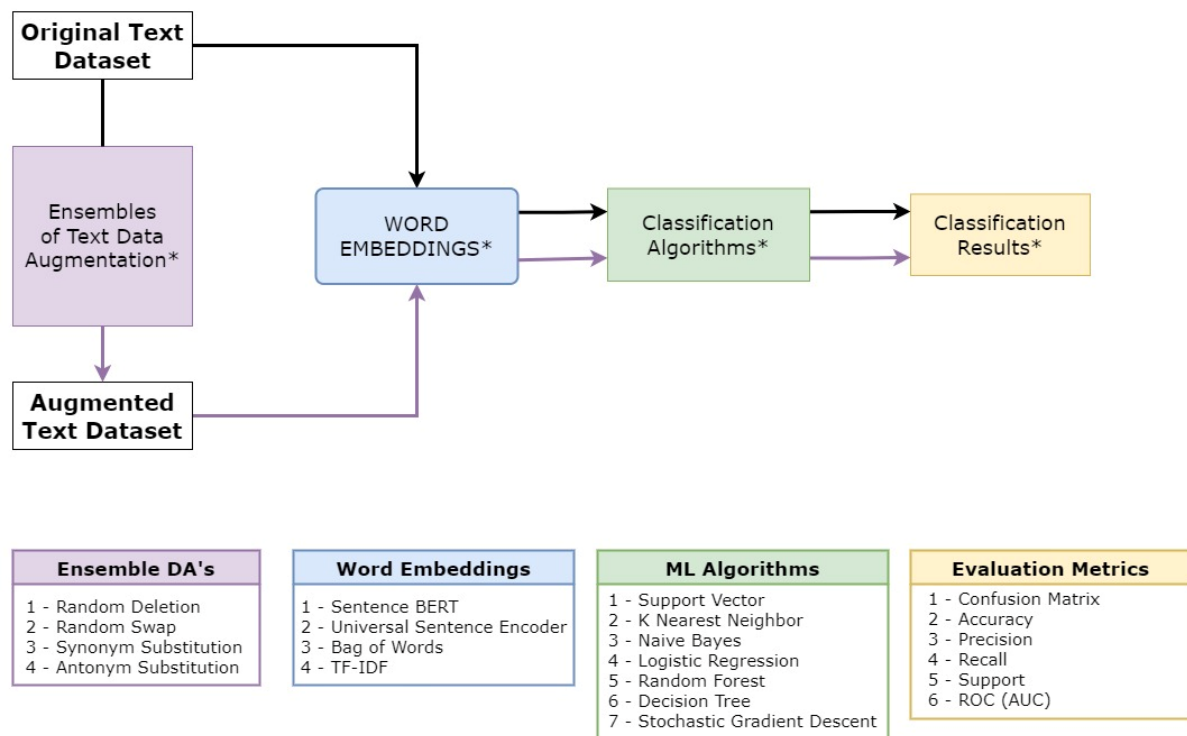 Original Text
Dataset
Ensembles
of Text Data
Augmentation*
WORD
EMBEDDINGS*
Classification
Algorithms*
Classification
Results*
Augmented
Text Dataset
Ensemble DA's
1 - Random Deletion
2 - Random Swap
3 - Synonym Substitution
4 - Antonym Substitution
Word Embeddings
1 - Sentence BERT
2 - Universal Sentence Encoder
3 - Bag of Words
4 - TF-IDF
ML Algorithms
1 - Support Vector
2 - K Nearest Neighbor
3 - Naive Bayes
4 - Logistic Regression
5 - Random Forest
6 - Decision Tree
7 - Stochastic Gradient Descent
Evaluation Metrics
1 - Confusion Matrix
2 - Accuracy
3 - Precision
4 - Recall
5 - Support
6 - ROC (AUC)